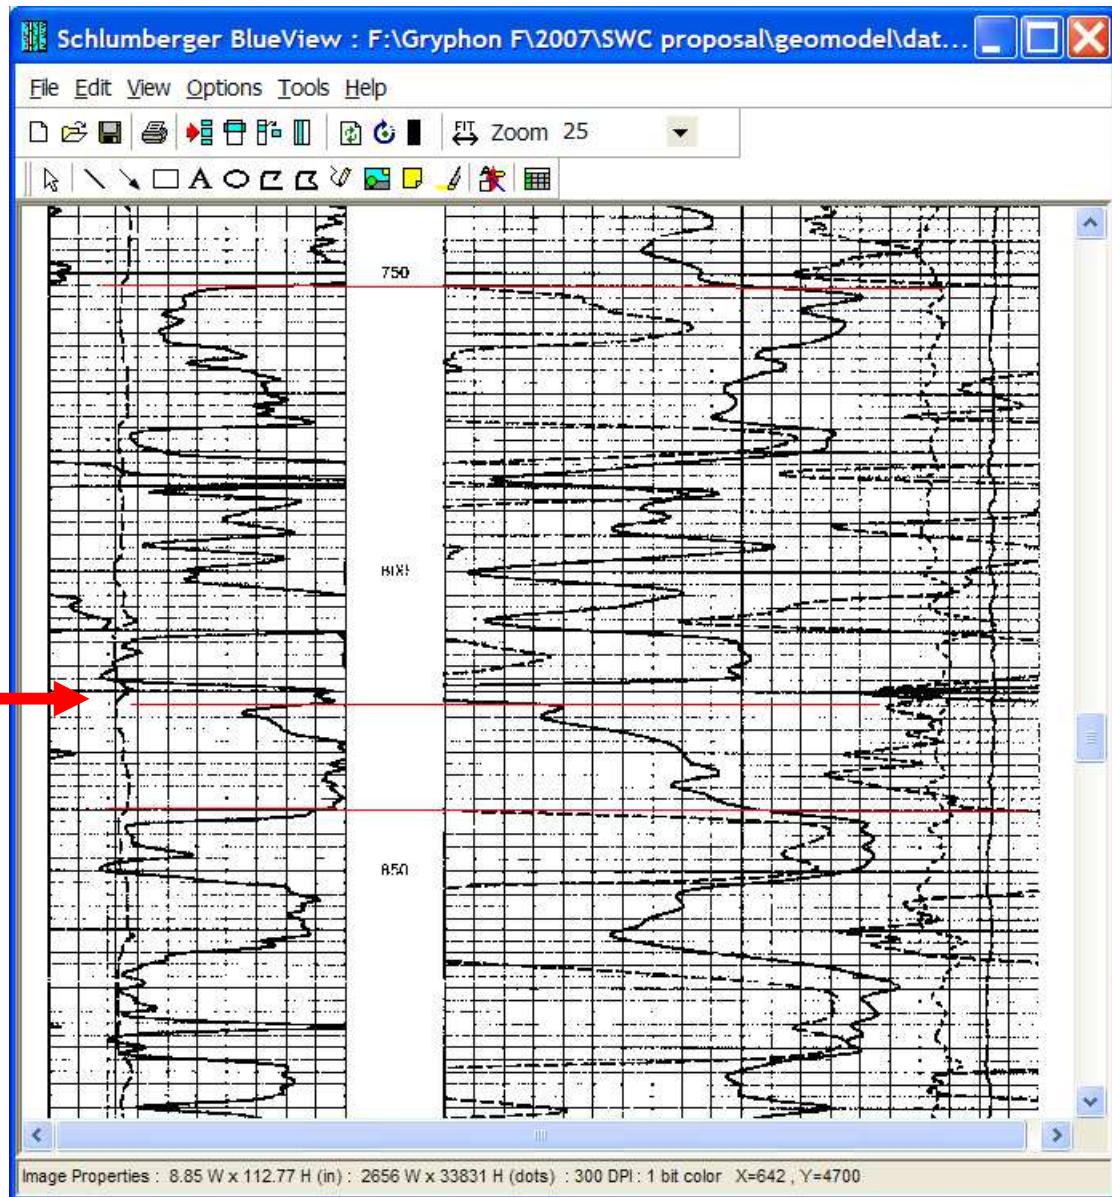 Schlumberger BlueView : F:\Gryphon F\2007\SWC proposal\geomodel\dat...
File Edit View Options Tools Help
FIT Zoom 25
A
750
850
Image Properties : 8.85 W x 112.77 H (in) : 2656 W x 33831 H (dots) : 300 DPI : 1 bit color X=642 , Y=4700